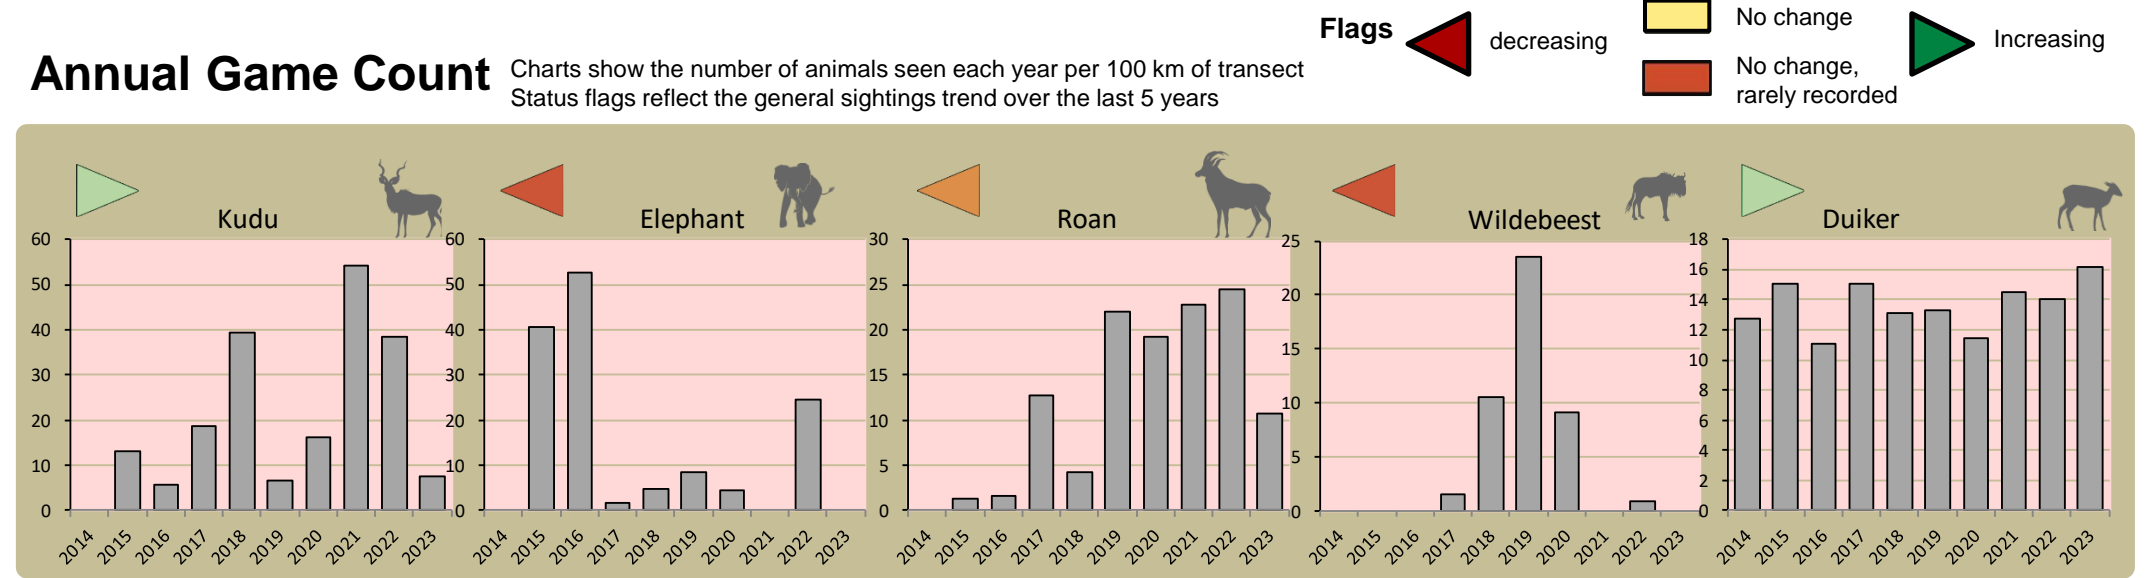 Annual Game Count
Charts show the number of animals seen each year per 100 km of transect
Status flags reflect the general sightings trend over the last 5 years
Flags
decreasing
No change
No change,
rarely recorded
Increasing
Kudu
60
50
40
30
20
10
0
2014 2015 2016 2017 2018 2019 2020 2021 2022 2023
Elephant
60
50
40
30
20
10
0
2014 2015 2016 2017 2018 2019 2020 2021 2022 2023
Roan
30
25
20
15
10
5
0
2014 2015 2016 2017 2018 2019 2020 2021 2022 2023
Wildebeest
25
20
15
10
5
0
2014 2015 2016 2017 2018 2019 2020 2021 2022 2023
Duiker
18
16
14
12
10
8
6
4
2
0
2014 2015 2016 2017 2018 2019 2020 2021 2022 2023